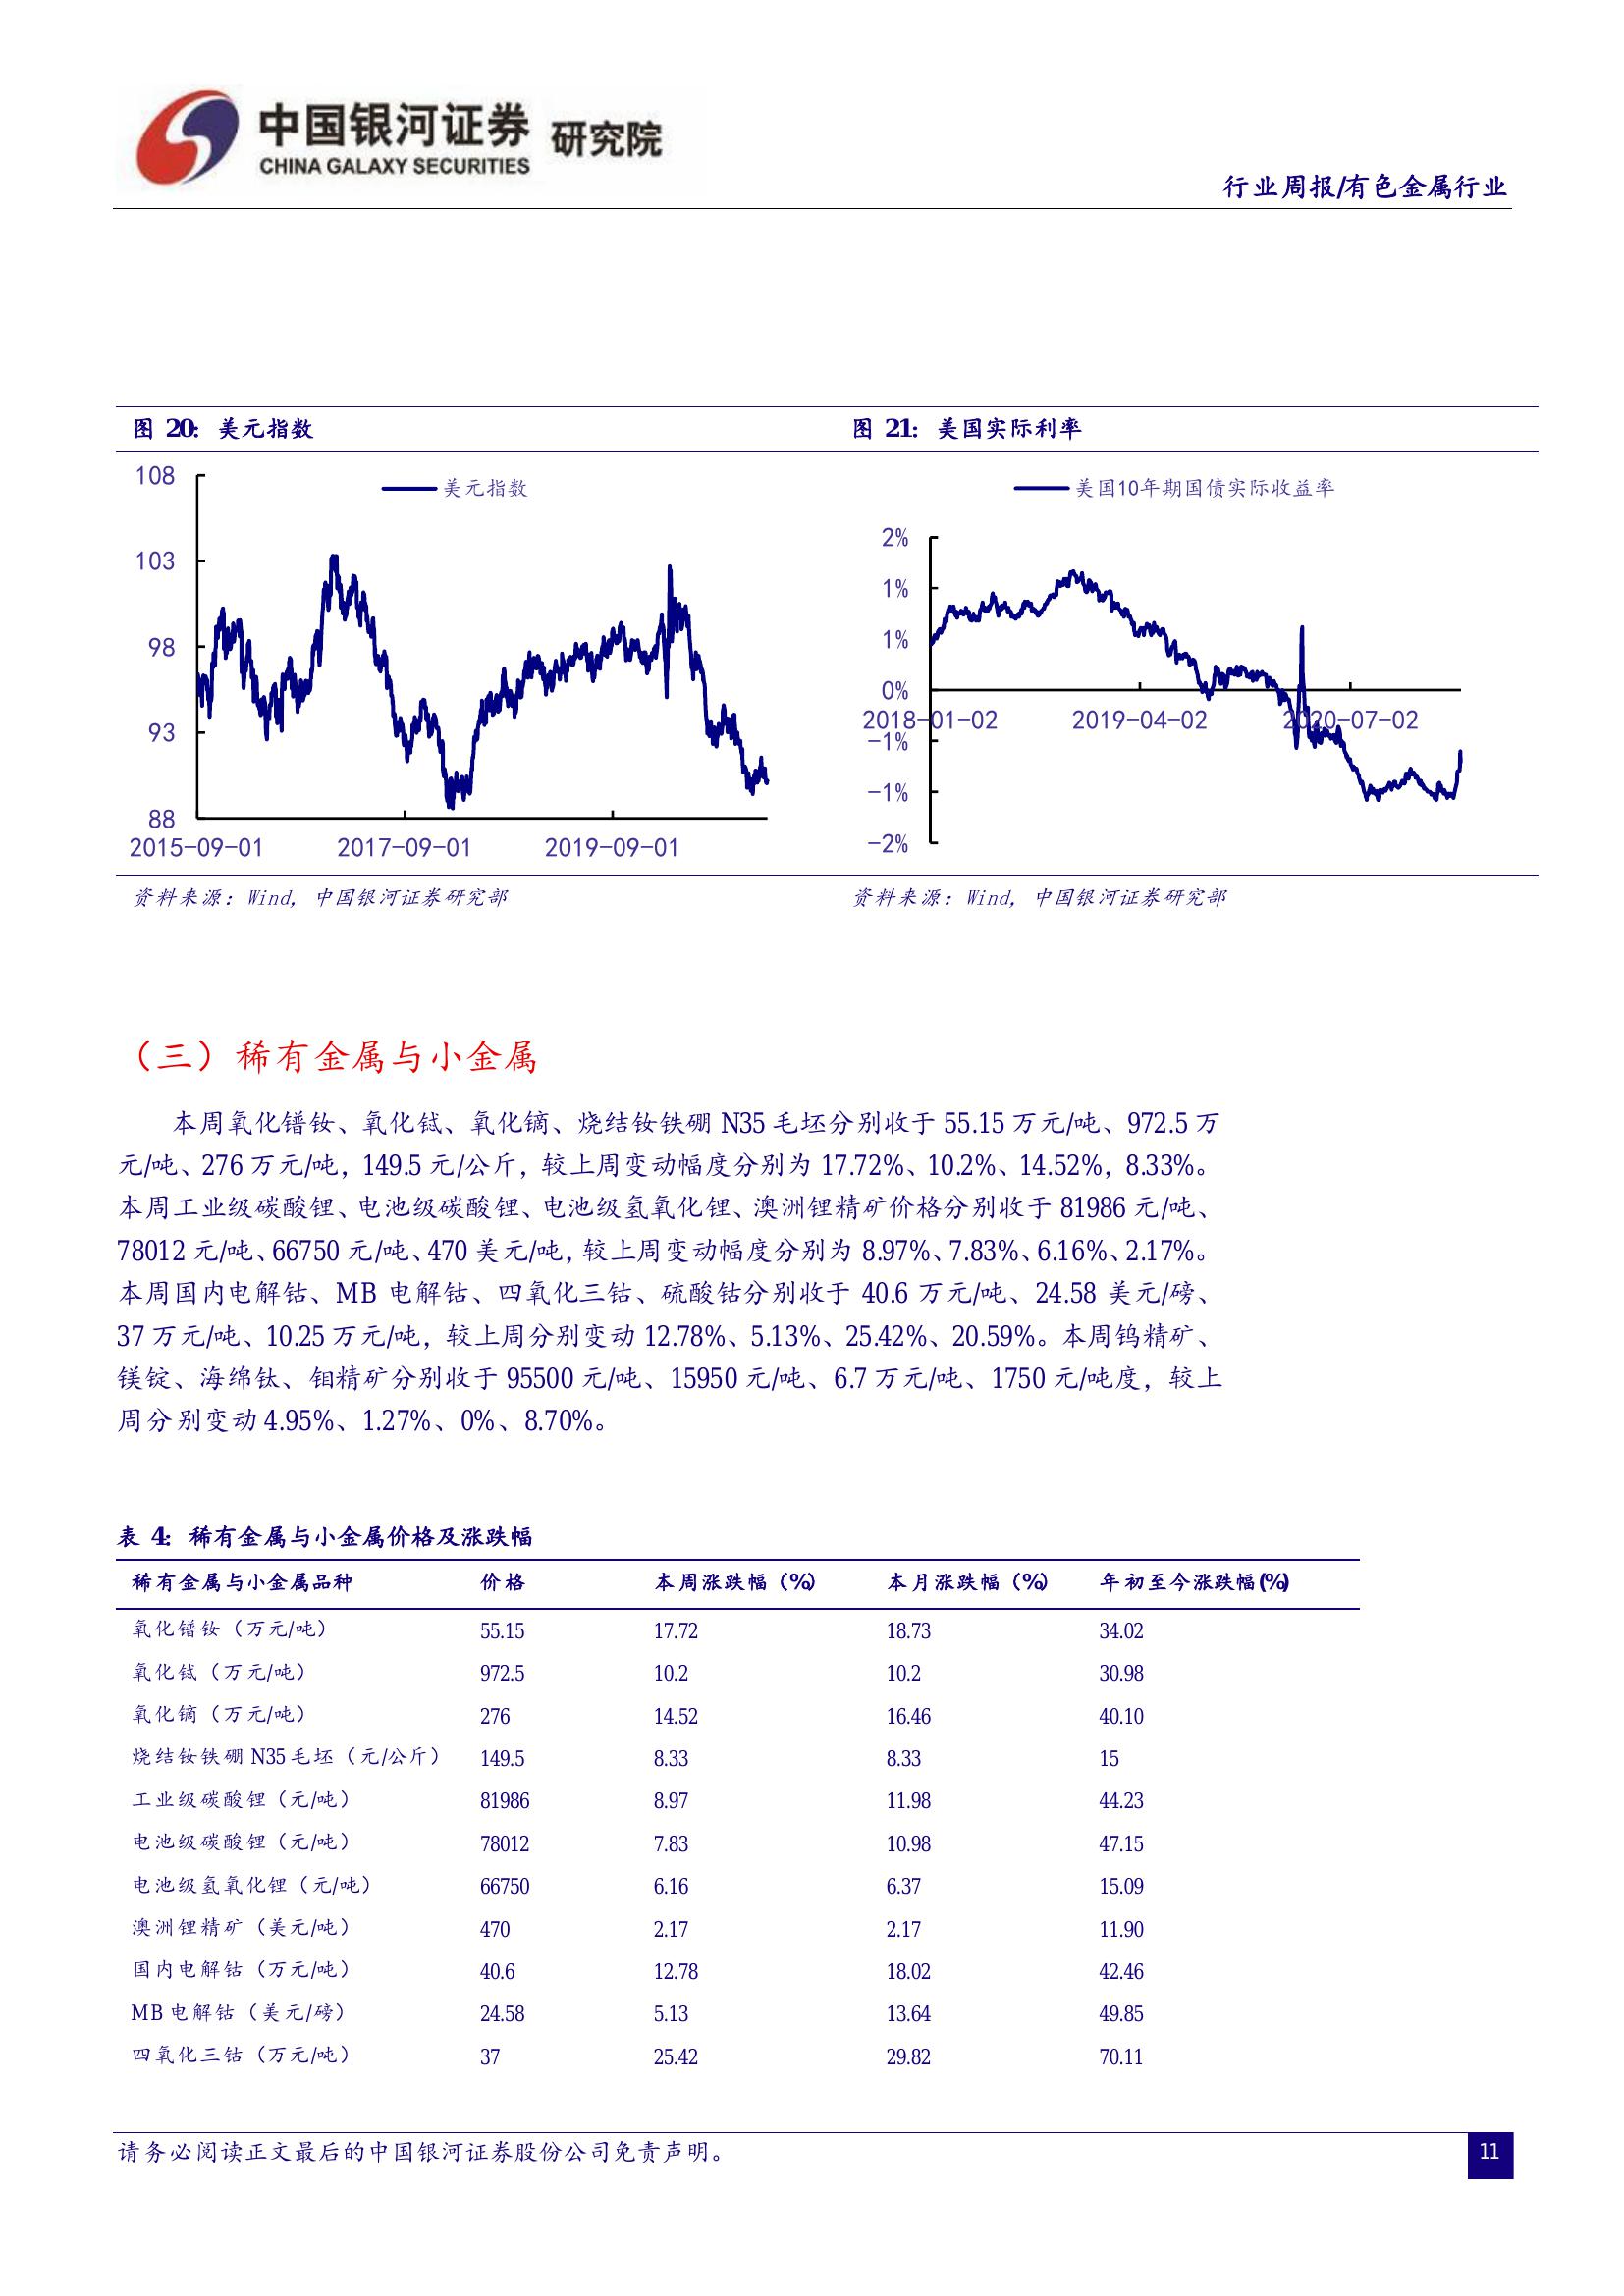 中国银河证券 研究院
CHINA GALAXY SECURITIES
行业周报/有色金属行业
图 20: 美元指数
108
103
98
93
88
美元指数
2015-09-01 2017-09-01 2019-09-01
资料来源：Wind, 中国银河证券研究部
图 21: 美国实际利率
美国10年期国债实际收益率
2%
1%
1%
0%
2018-01-02 2019-04-02 2020-07-02
-1%
-1%
-2%
资料来源：Wind, 中国银河证券研究部
（三）稀有金属与小金属
本周氧化镨钕、氧化铽、氧化镝、烧结钕铁硼 N35 毛坯分别收于 55.15 万元/吨、972.5 万
元/吨、276 万元/吨，149.5 元/公斤，较上周变动幅度分别为 17.72%、10.2%、14.52%，8.33%。
本周工业级碳酸锂、电池级碳酸锂、电池级氢氧化锂、澳洲锂精矿价格分别收于 81986 元/吨、
78012 元/吨、66750 元/吨、470 美元/吨，较上周变动幅度分别为 8.97%、7.83%、6.16%、2.17%。
本周国内电解钴、MB 电解钴、四氧化三钴、硫酸钴分别收于 40.6 万元/吨、24.58 美元/磅、
37 万元/吨、10.25 万元/吨，较上周分别变动 12.78%、5.13%、25.42%、20.59%。本周钨精矿、
镁锭、海绵钛、钼精矿分别收于 95500 元/吨、15950 元/吨、6.7 万元/吨、1750 元/吨度，较上
周分别变动 4.95%、1.27%、0%、8.70%。
表 4: 稀有金属与小金属价格及涨跌幅
稀有金属与小金属品种 价格 本周涨跌幅（%） 本月涨跌幅（%） 年初至今涨跌幅(%)
氧化镨钕（万元/吨） 55.15 17.72 18.73 34.02
氧化铽（万元/吨） 972.5 10.2 10.2 30.98
氧化镝（万元/吨） 276 14.52 16.46 40.10
烧结钕铁硼 N35 毛坯（元/公斤） 149.5 8.33 8.33 15
工业级碳酸锂（元/吨） 81986 8.97 11.98 44.23
电池级碳酸锂（元/吨） 78012 7.83 10.98 47.15
电池级氢氧化锂（元/吨） 66750 6.16 6.37 15.09
澳洲锂精矿（美元/吨） 470 2.17 2.17 11.90
国内电解钴（万元/吨） 40.6 12.78 18.02 42.46
MB 电解钴（美元/磅） 24.58 5.13 13.64 49.85
四氧化三钴（万元/吨） 37 25.42 29.82 70.11
请务必阅读正文最后的中国银河证券股份公司免责声明。
11